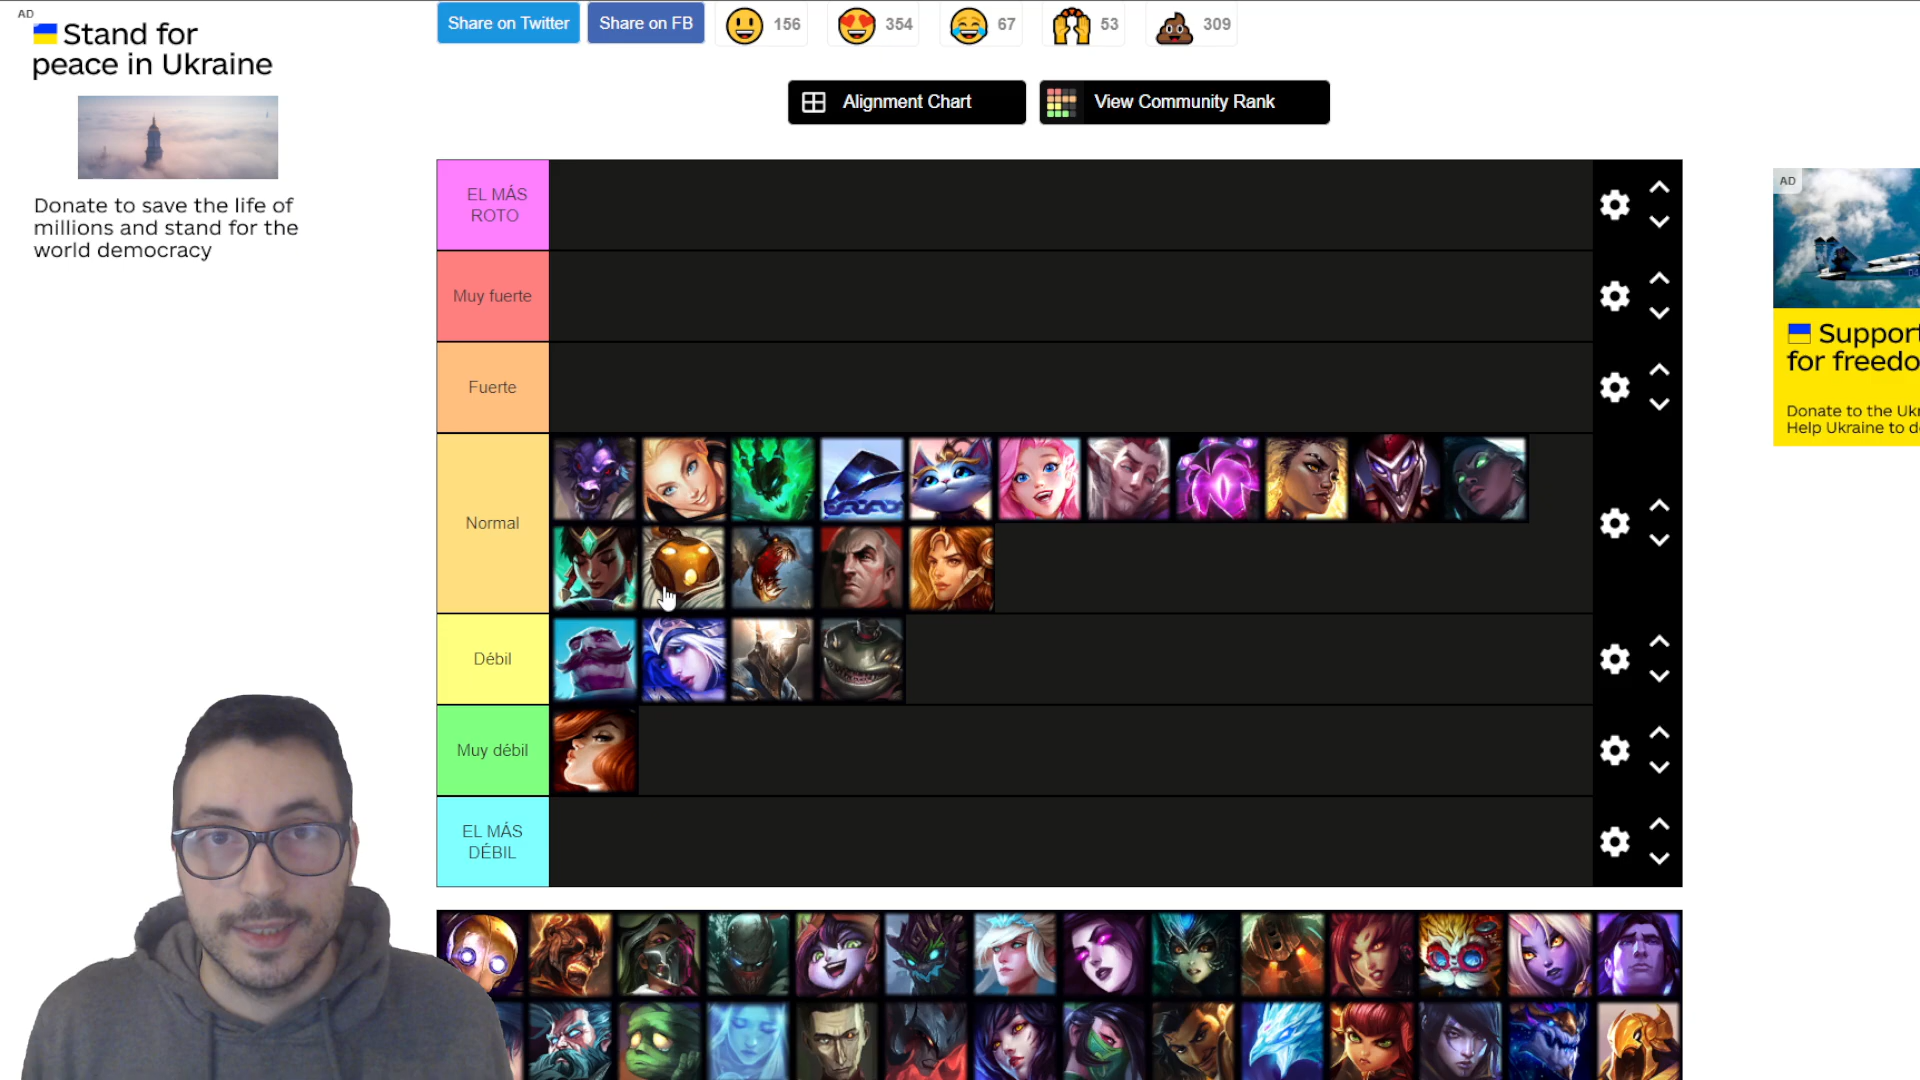 AD
Stand for
peace in Ukraine
Donate to save the life of
millions and stand for the
world democracy
Share on Twitter
Share on FB
156
354
67
53
309
Alignment Chart
View Community Rank
EL MÁS
ROTO
Muy fuerte
Fuerte
Normal
Débil
Muy débil
EL MÁS
DÉBIL
AD
Support
for freedo
Donate to the Uk
Help Ukraine to d